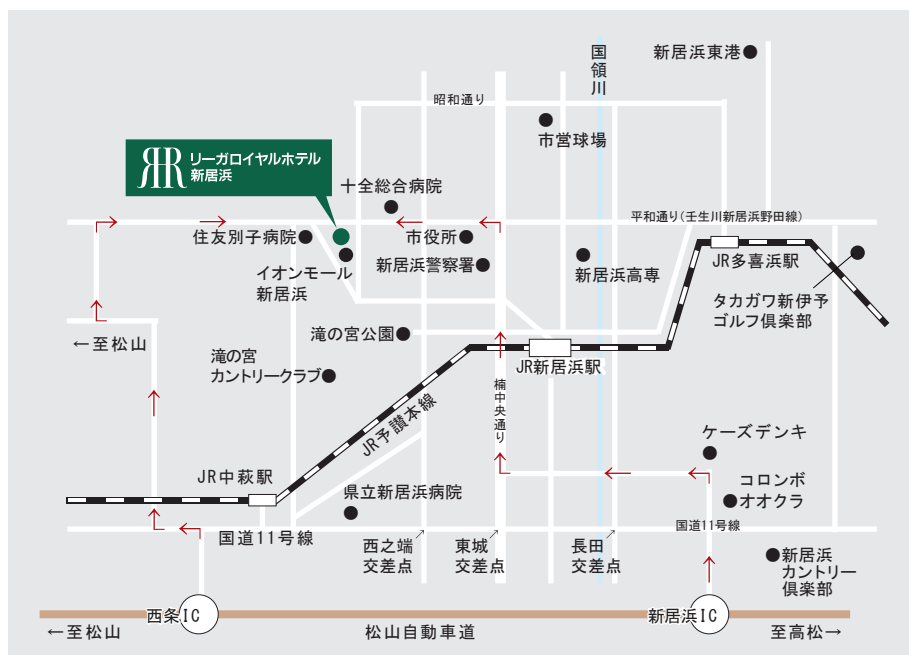 新居浜東港
国領川
昭和通り
市営球場
リーガロイヤルホテル
新居浜
十全総合病院
平和通り(壬生川新居浜野田線)
住友別子病院
市役所
イオンモール
新居浜
新居浜警察署
新居浜高専
JR多喜浜駅
タカガワ新伊予
ゴルフ倶楽部
←至松山
滝の宮公園
滝の宮
カントリークラブ
JR新居浜駅
楠中央通り
JR予讃本線
ケーズデンキ
JR中萩駅
コロンボ
オオクラ
県立新居浜病院
国道11号線
国道11号線
西之端
交差点
東城
交差点
長田
交差点
新居浜
カントリー
倶楽部
西条IC
新居浜IC
←至松山
松山自動車道
至高松→